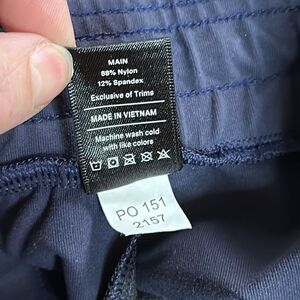 MAIN
88% Nylon
12% Spandex
Exclusive of Trims
MADE IN VIETNAM
Machine wash cold
with like colors
PO 151
2157